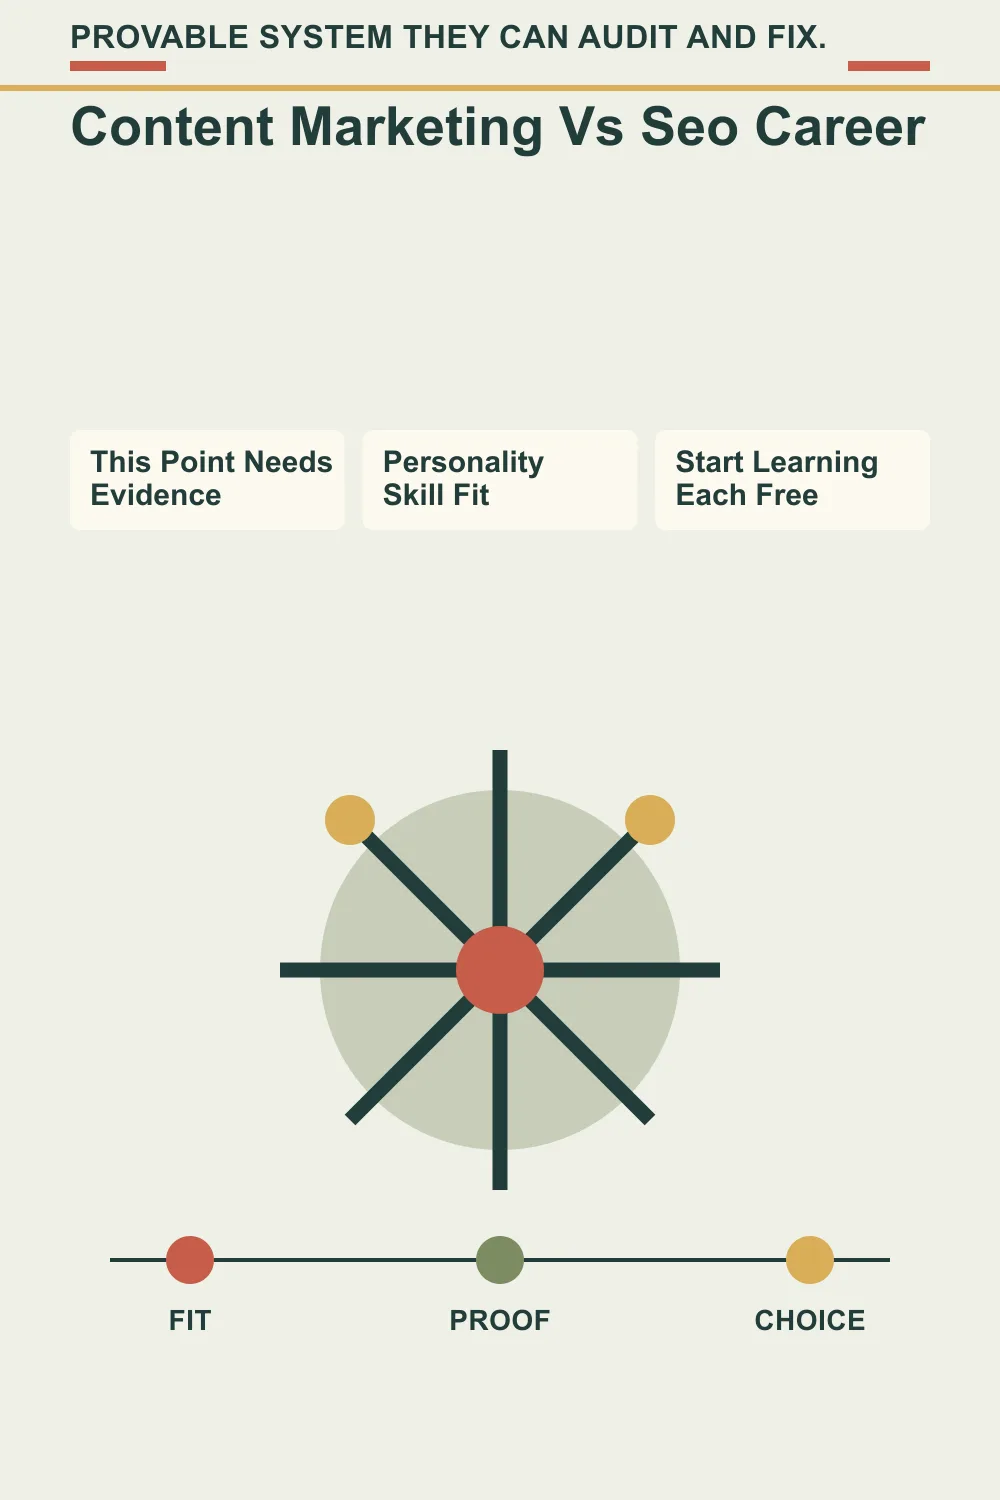 PROVABLE SYSTEM THEY CAN AUDIT AND FIX.
Content Marketing Vs Seo Career
This Point Needs
Evidence
Personality
Skill Fit
Start Learning
Each Free
FIT
PROOF
CHOICE